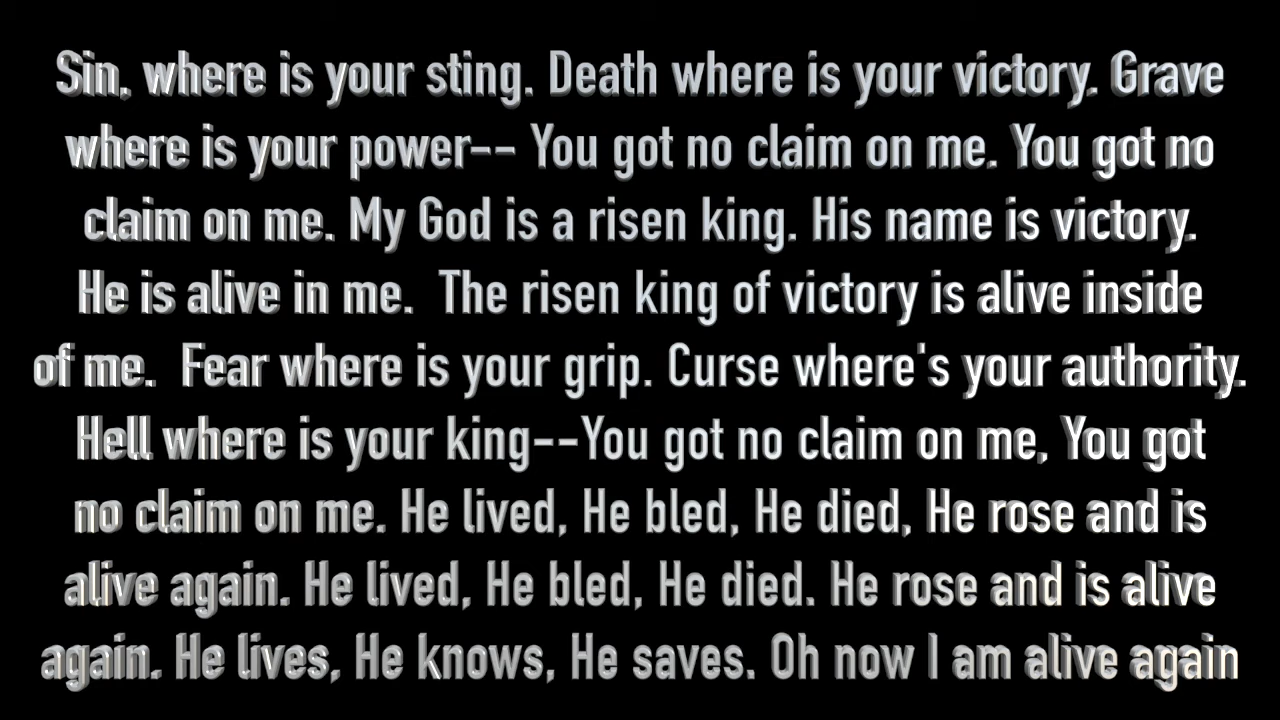 Sin, where is your sting. Death where is your victory. Grave
where is your power-- You got no claim on me. You got no
claim on me. My God is a risen king. His name is victory.
He is alive in me.  The risen king of victory is alive inside
of me.  Fear where is your grip. Curse where's your authority.
Hell where is your king--You got no claim on me, You got
no claim on me. He lived, He bled, He died, He rose and is
alive again. He lived, He bled, He died. He rose and is alive
again. He lives, He knows, He saves. Oh now I am alive again